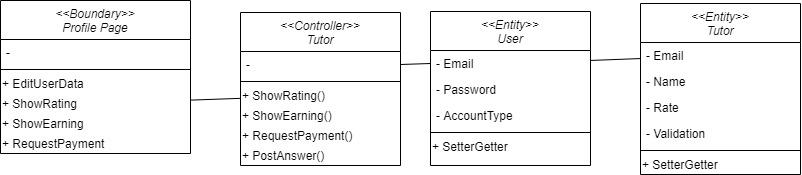 <<Boundary>>
Profile Page
-
+ EditUserData
+ ShowRating
+ ShowEarning
+ RequestPayment
<<Controller>>
Tutor
-
+ ShowRating()
+ ShowEarning()
+ RequestPayment()
+ PostAnswer()
<<Entity>>
User
- Email
- Password
- AccountType
+ SetterGetter
<<Entity>>
Tutor
- Email
- Name
- Rate
- Validation
+ SetterGetter